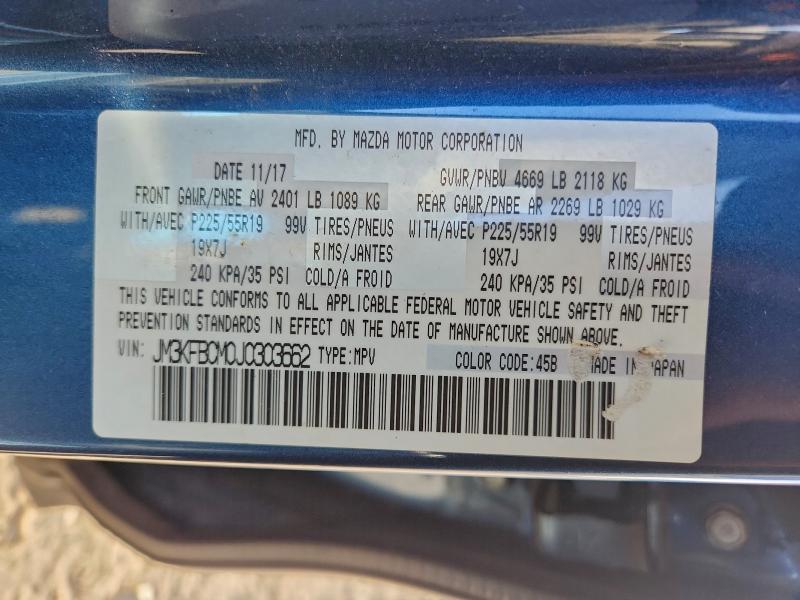 MFD. BY MAZDA MOTOR CORPORATION
DATE 11/17 GVWR/PNBV 4669 LB 2118 KG
FRONT GAWR/PNBE AV 2401 LB 1089 KG REAR GAWR/PNBE AR 2269 LB 1029 KG
WITH/AVEC P225/55R19 99V TIRES/PNEUS WITH/AVEC P225/55R19 99V TIRES/PNEUS
19X7J RIMS/JANTES 19X7J RIMS/JANTES
240 KPA/35 PSI COLD/A FROID 240 KPA/35 PSI COLD/A FROID
THIS VEHICLE CONFORMS TO ALL APPLICABLE FEDERAL MOTOR VEHICLE SAFETY AND THEFT
PREVENTION STANDARDS IN EFFECT ON THE DATE OF MANUFACTURE SHOWN ABOVE.
VIN: JM3KFBCM0J0303662 TYPE:MPV COLOR CODE:45B MADE IN JAPAN